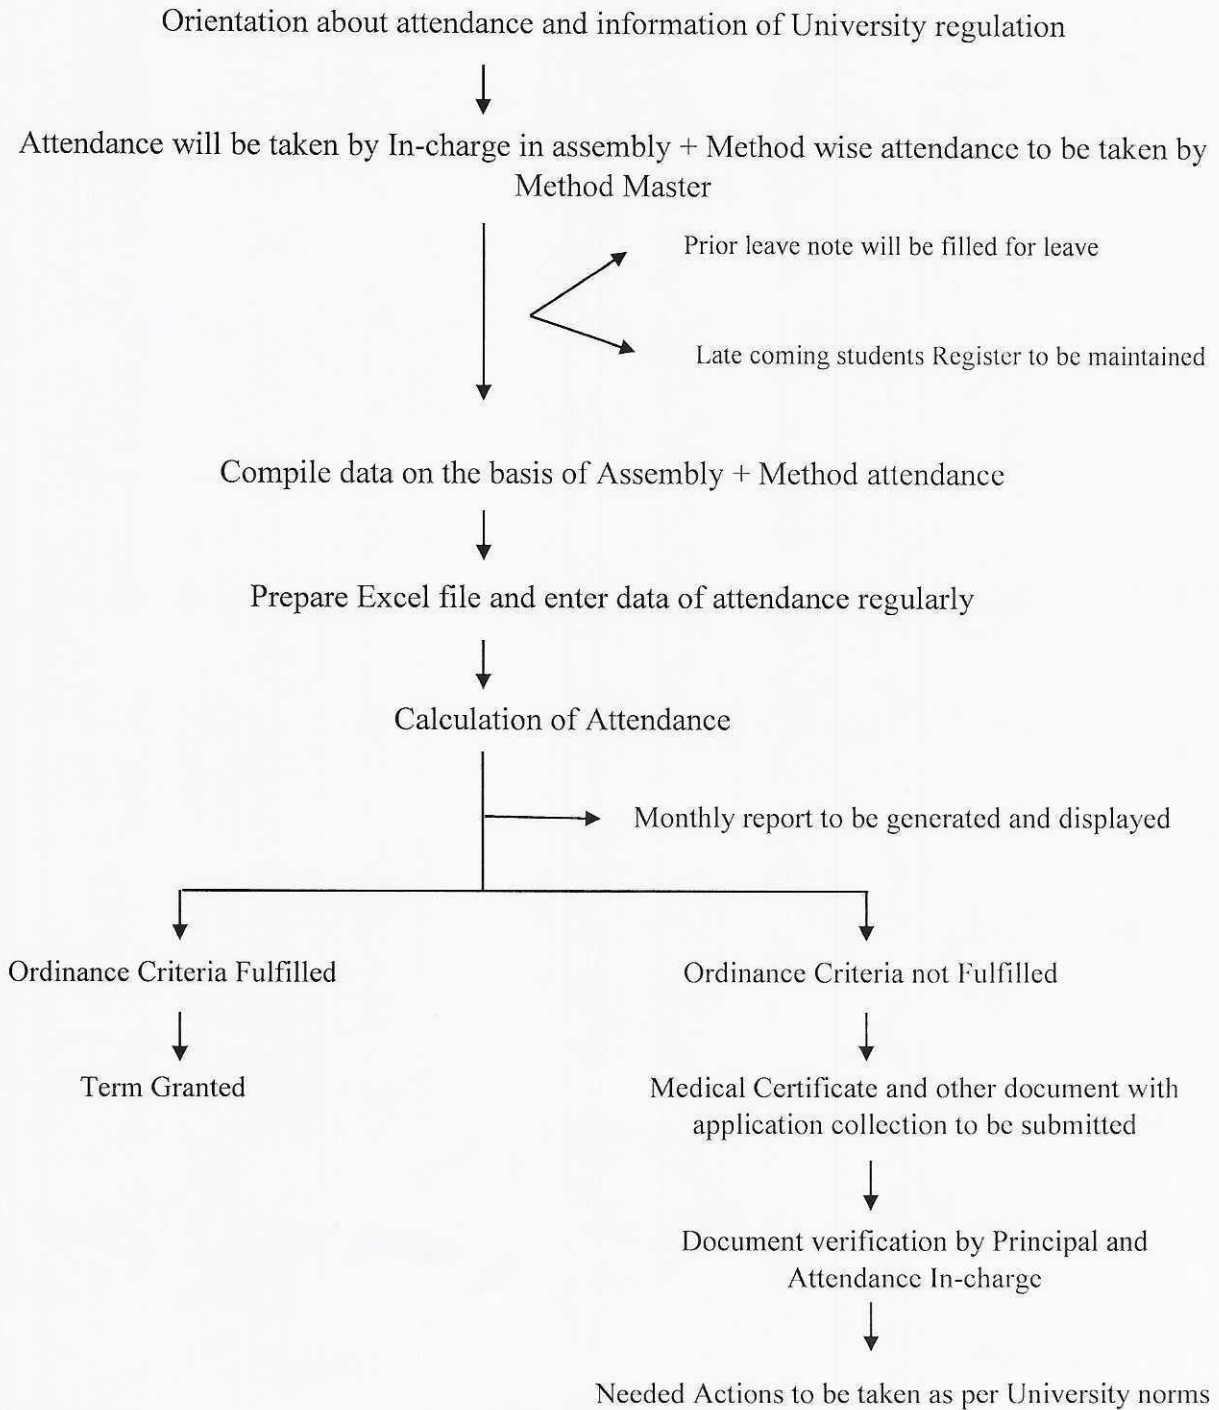 Orientation about attendance and information of University regulation
Attendance will be taken by In-charge in assembly + Method wise attendance to be taken by
Method Master
Prior leave note will be filled for leave
Late coming students Register to be maintained
Compile data on the basis of Assembly + Method attendance
Prepare Excel file and enter data of attendance regularly
Calculation of Attendance
Monthly report to be generated and displayed
Ordinance Criteria Fulfilled
Ordinance Criteria not Fulfilled
Term Granted
Medical Certificate and other document with
application collection to be submitted
Document verification by Principal and
Attendance In-charge
Needed Actions to be taken as per University norms